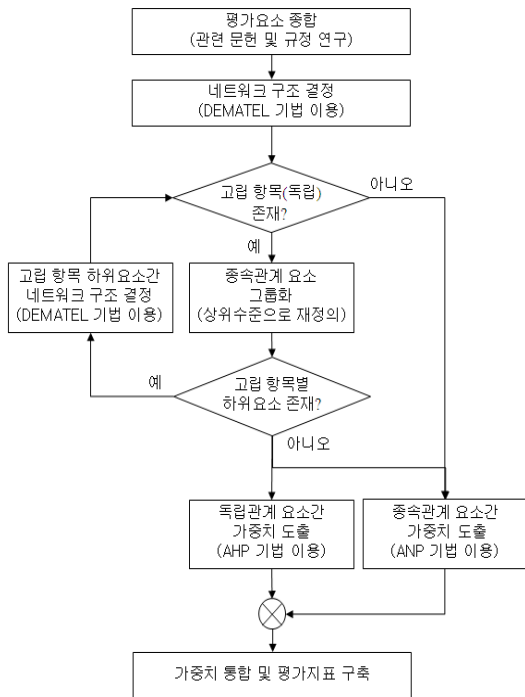 평가요소 종합
(관련 문헌 및 규정 연구)
네트워크 구조 결정
(DEMATEL 기법 이용)
고립 항목(독립)
존재?
아니오
예
고립 항목 하위요소간
네트워크 구조 결정
(DEMATEL 기법 이용)
종속관계 요소
그룹화
(상위수준으로 재정의)
예
고립 항목별
하위요소 존재?
아니오
독립관계 요소간
가중치 도출
(AHP 기법 이용)
종속관계 요소간
가중치 도출
(ANP 기법 이용)
가중치 통합 및 평가지표 구축